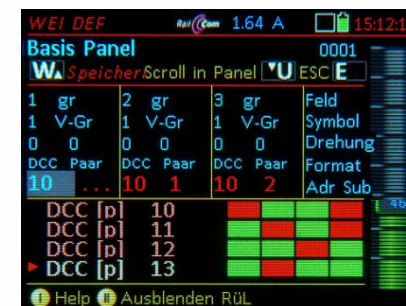 WEI DEF RailCom 1.64 A 15:12:1
Basis Panel 0001
W Speicher Scroll in Panel U ESC E
1 gr 2 gr 3 gr Feld
1 V-Gr 1 V-Gr 1 V-Gr Symbol
0 0 0 0 0 0 Drehung
DCC Paar DCC Paar DCC Paar Format
10 ... 10 1 10 2 Adr Sub
DCC [p] 10
DCC [p] 11
DCC [p] 12
DCC [p] 13
I Help II Ausblenden RüL